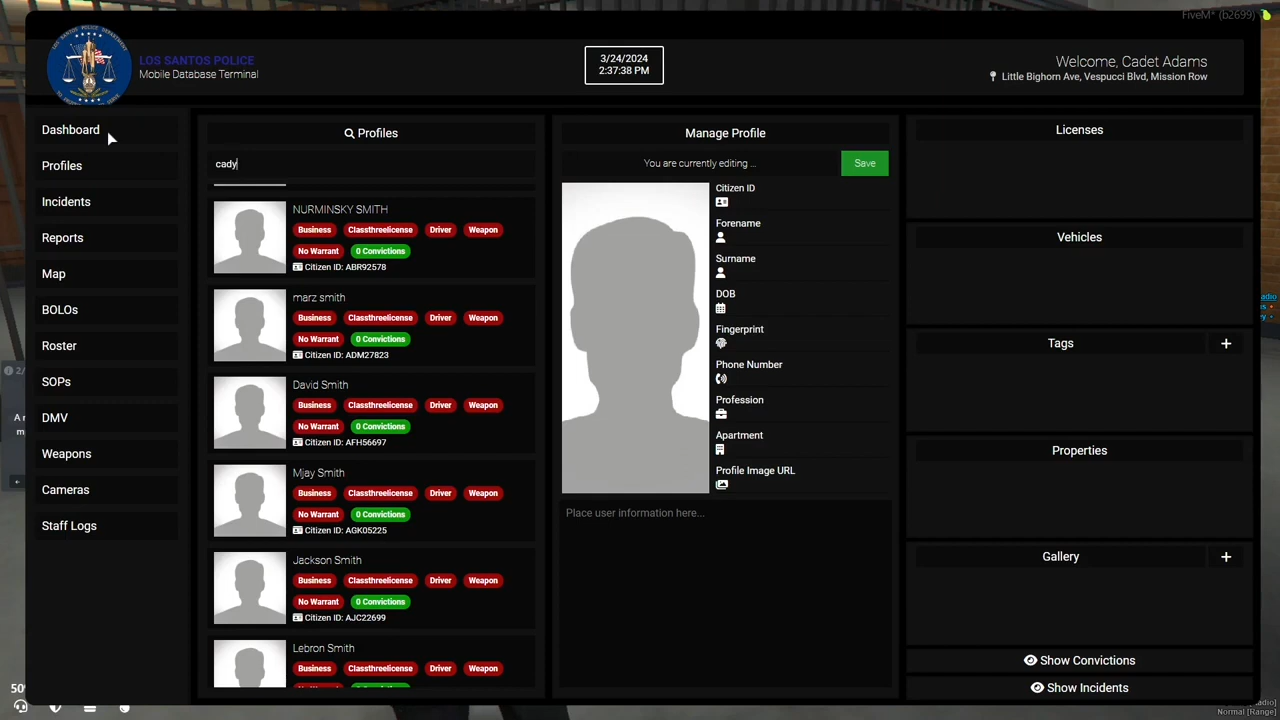 FiveM* (b2699)
LOS SANTOS POLICE
Mobile Database Terminal
3/24/2024
2:37:38 PM
Welcome, Cadet Adams
Little Bighorn Ave, Vespucci Blvd, Mission Row
Dashboard
Profiles
Incidents
Reports
Map
BOLOs
Roster
SOPs
DMV
Weapons
Cameras
Staff Logs
Profiles
cady
NURMINSKY SMITH
Business Classthreelicense Driver Weapon
No Warrant 0 Convictions
Citizen ID: ABR92578
marz smith
Business Classthreelicense Driver Weapon
No Warrant 0 Convictions
Citizen ID: ADM27823
David Smith
Business Classthreelicense Driver Weapon
No Warrant 0 Convictions
Citizen ID: AFH56697
Mjay Smith
Business Classthreelicense Driver Weapon
No Warrant 0 Convictions
Citizen ID: AGK05225
Jackson Smith
Business Classthreelicense Driver Weapon
No Warrant 0 Convictions
Citizen ID: AJC22699
Lebron Smith
Business Classthreelicense Driver Weapon
Manage Profile
You are currently editing ...
Save
Citizen ID
Forename
Surname
DOB
Fingerprint
Phone Number
Profession
Apartment
Profile Image URL
Place user information here...
Licenses
Vehicles
Tags +
Properties
Gallery +
Show Convictions
Show Incidents
Normal [Range]